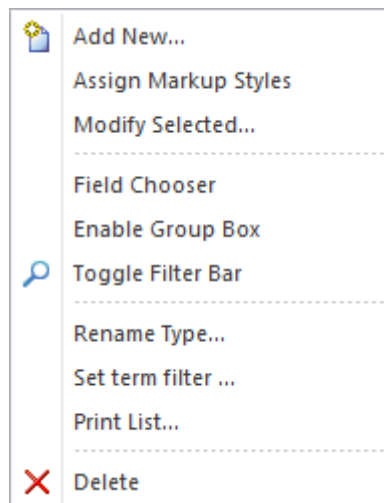 Add New...
Assign Markup Styles
Modify Selected...
Field Chooser
Enable Group Box
Toggle Filter Bar
Rename Type...
Set term filter ...
Print List...
Delete